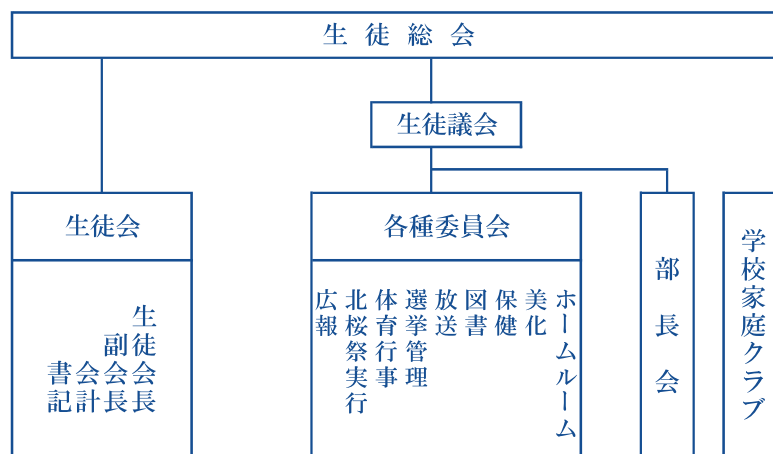 生徒総会
生徒議会
生徒会
生徒会長
副会長
会計
書記
各種委員会
ホームルーム
美化
保健
図書
放送
選挙管理
体育行事
北桜祭実行
広報
部長会
学校家庭クラブ